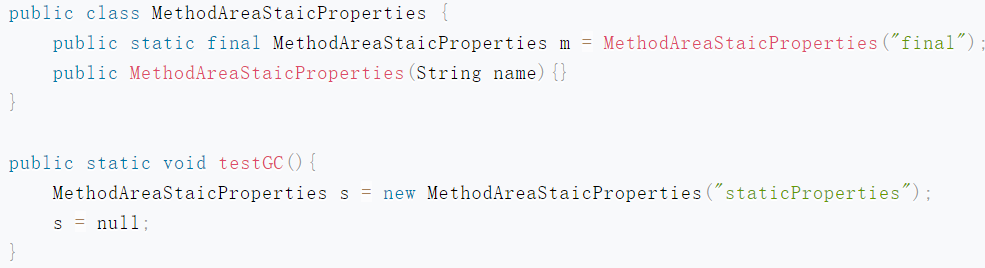 public class MethodAreaStaicProperties {
    public static final MethodAreaStaicProperties m = MethodAreaStaicProperties("final");
    public MethodAreaStaicProperties(String name){}
}

public static void testGC(){
    MethodAreaStaicProperties s = new MethodAreaStaicProperties("staticProperties");
    s = null;
}